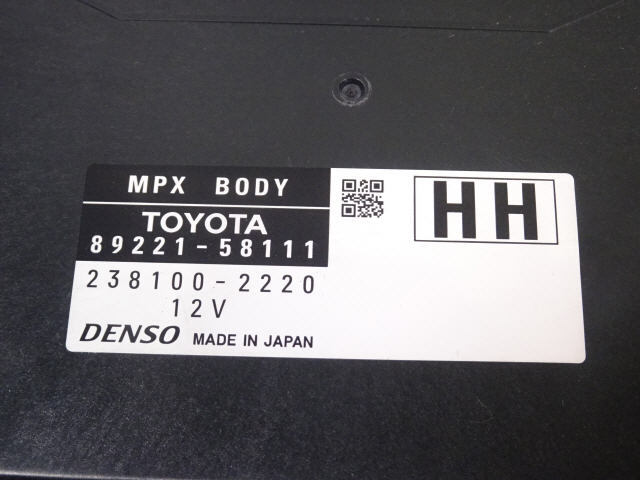 MPX BODY
TOYOTA
89221-58111
238100-2220
12V
DENSO MADE IN JAPAN
HH